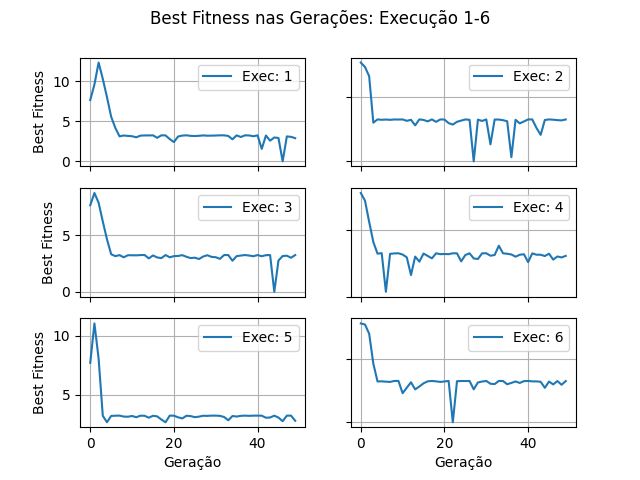 Best Fitness nas Gerações: Execução 1-6
Best Fitness
10
5
0
Exec: 1
Exec: 2
Best Fitness
5
0
Exec: 3
Exec: 4
Best Fitness
10
5
Exec: 5
0
20
40
Geração
Exec: 6
0
20
40
Geração